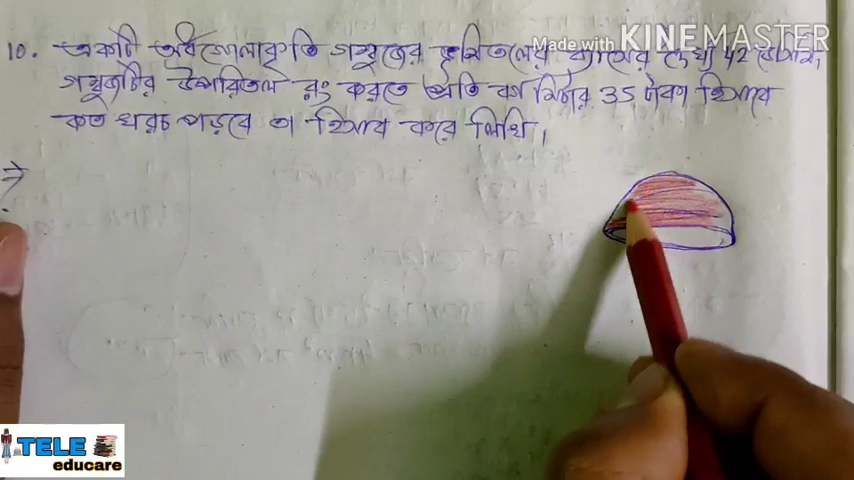 Made with KINEMASTER
10. একটি অর্ধগোলাকৃতি গম্বুজের ভূমিতলের ব্যাসের দৈর্ঘ্য 42 ডেসিমি,
গম্বুজটির উপরিতল রং করতে প্রতি বর্গ মিটার 35 টাকা হিসাবে
কত খরচ পড়বে তা হিসাব করে লিখি।
TELE
educare